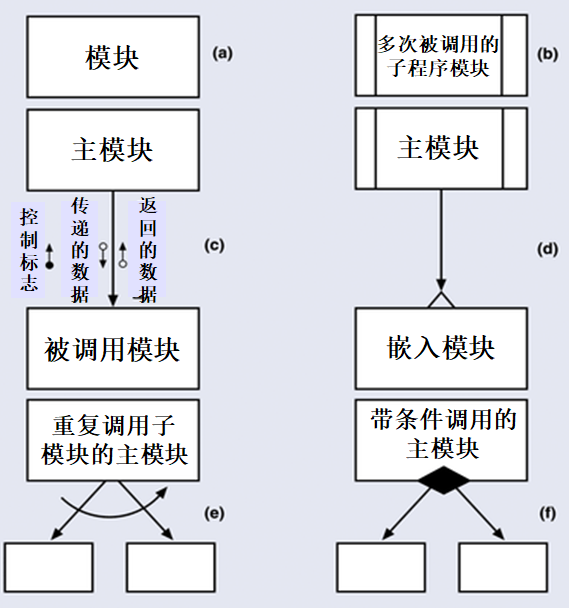 模块
(a)
多次被调用的
子程序模块
(b)
主模块
主模块
控制标志
传递的数据
返回的数据
(c)
(d)
被调用模块
嵌入模块
重复调用子
模块的主模块
(e)
带条件调用的
主模块
(f)